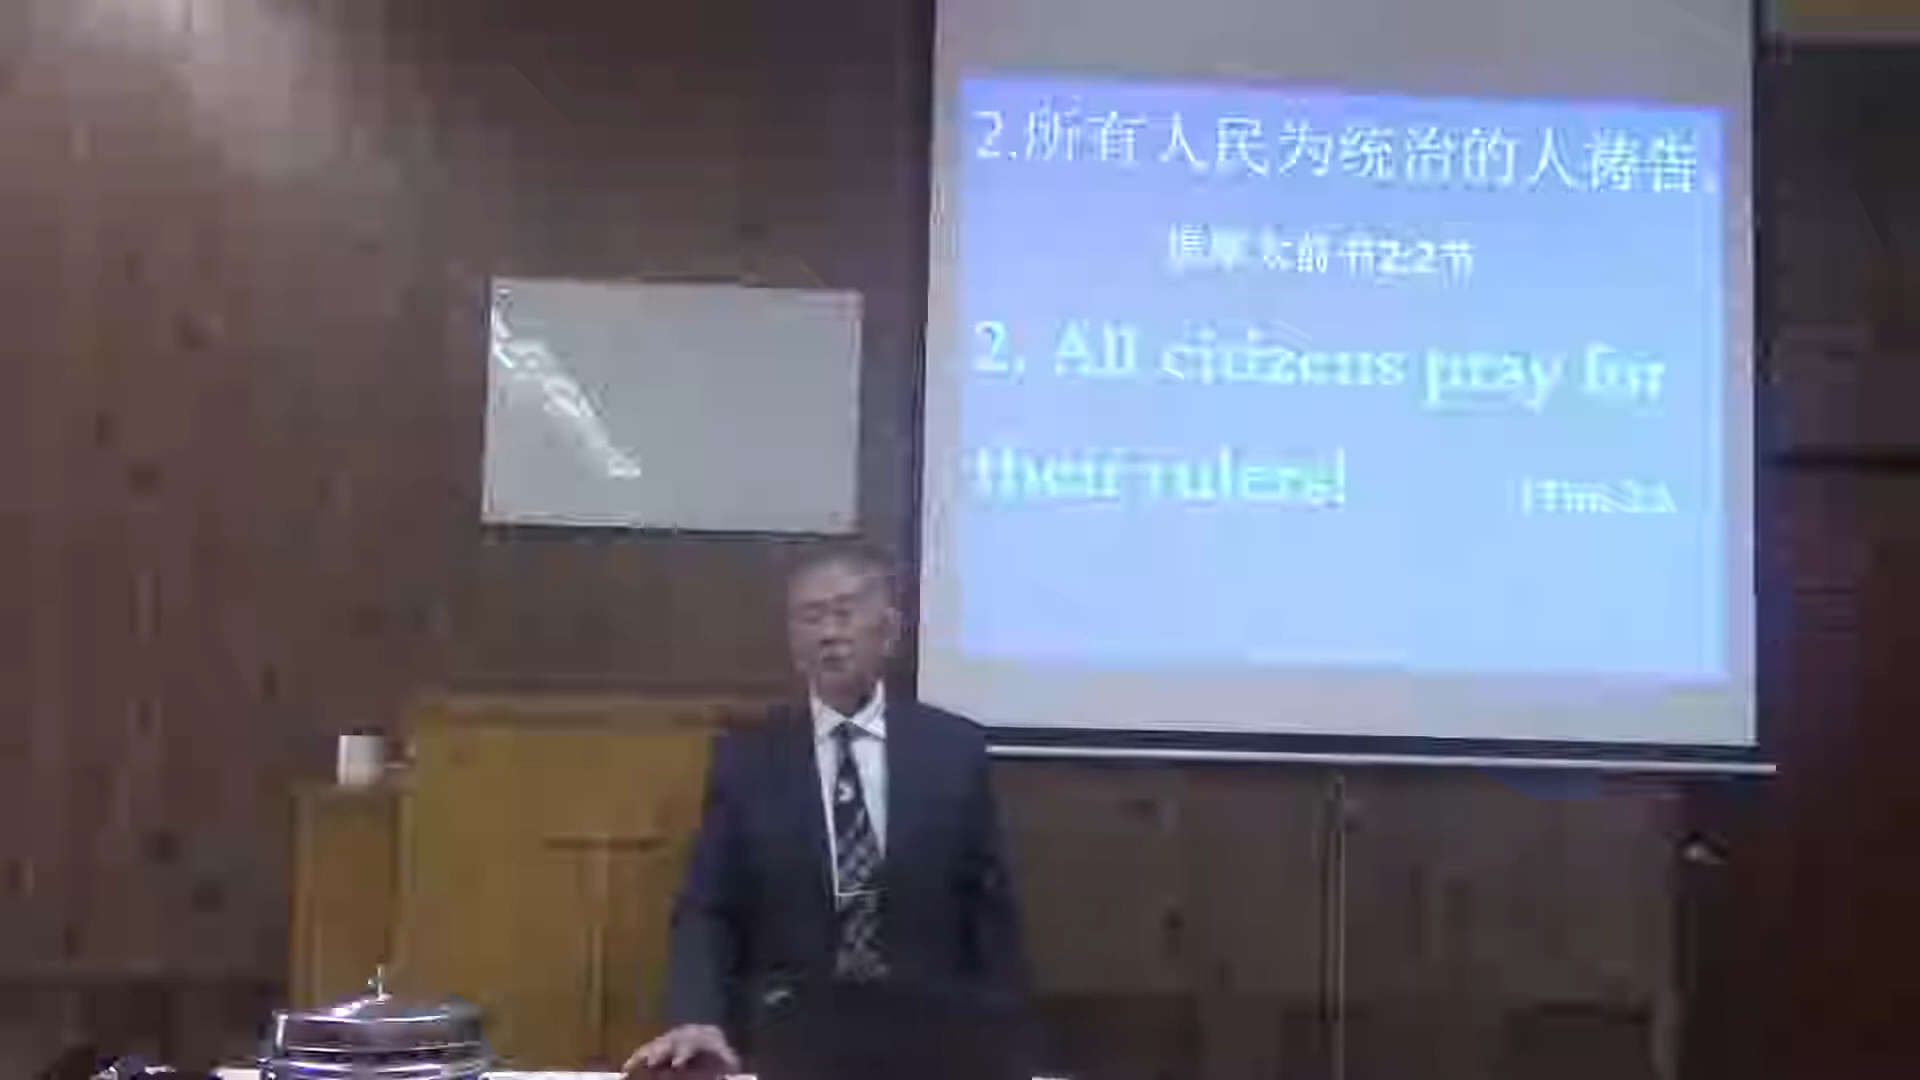 2.所有人民为统治的人祷告.
提摩太前书2:2节
2. All citizens pray for
their rulers!